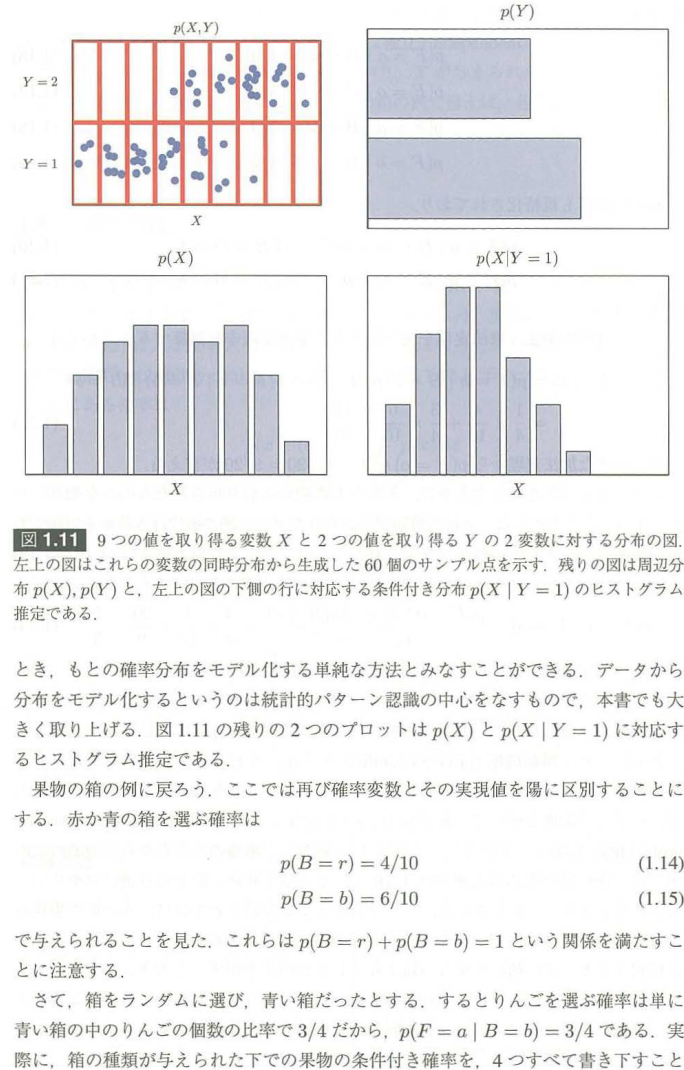 p(X, Y)
p(Y)
Y = 2
Y = 1
X
p(X)
p(X|Y = 1)
X
X
図 1.11 9 つの値を取り得る変数 X と 2 つの値を取り得る Y の 2 変数に対する分布の図.
左上の図はこれらの変数の同時分布から生成した 60 個のサンプル点を示す. 残りの図は周辺分
布 p(X), p(Y) と, 左上の図の下側の行に対応する条件付き分布 p(X | Y = 1) のヒストグラム
推定である.
とき, もとの確率分布をモデル化する単純な方法とみなすことができる. データから
分布をモデル化するというのは統計的パターン認識の中心をなすもので, 本書でも大
きく取り上げる. 図 1.11 の残りの 2 つのプロットは p(X) と p(X | Y = 1) に対応す
るヒストグラム推定である.
果物の箱の例に戻ろう. ここでは再び確率変数とその実現値を陽に区別することに
する. 赤か青の箱を選ぶ確率は
p(B = r) = 4/10 (1.14)
p(B = b) = 6/10 (1.15)
で与えられることを見た. これらは p(B = r) + p(B = b) = 1 という関係を満たすこ
とに注意する.
さて, 箱をランダムに選び, 青い箱だったとする. するとりんごを選ぶ確率は単に
青い箱の中のりんごの個数の比率で 3/4 だから, p(F = a | B = b) = 3/4 である. 実
際に, 箱の種類が与えられた下での果物の条件付き確率を, 4 つすべて書き下すこと